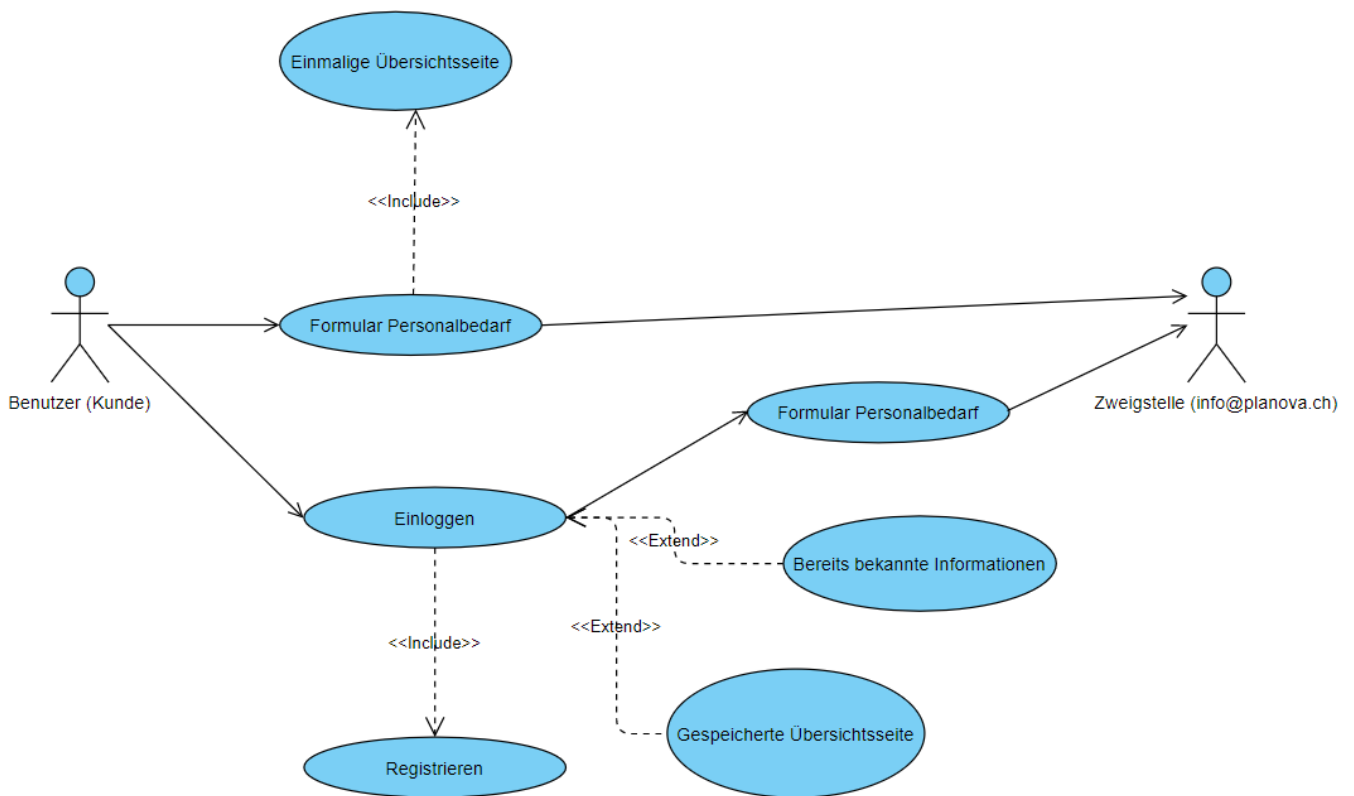 Einmalige Übersichtsseite
<<Include>>
Formular Personalbedarf
Benutzer (Kunde)
Zweigstelle (info@planova.ch)
Formular Personalbedarf
Einloggen
<<Extend>>
Bereits bekannte Informationen
<<Extend>>
<<Include>>
Gespeicherte Übersichtsseite
Registrieren